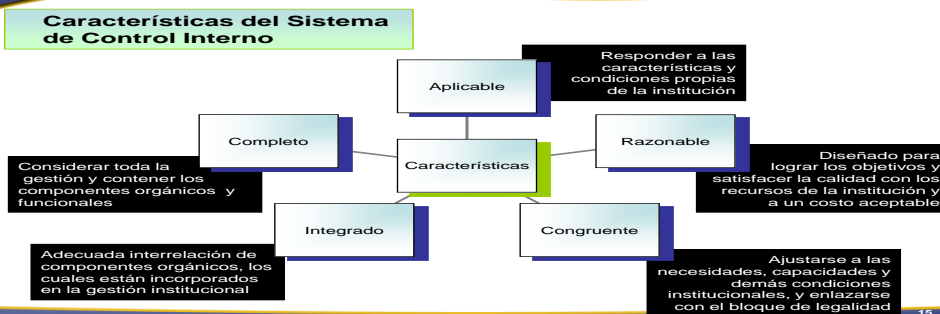 Características del Sistema
de Control Interno
Aplicable
Responder a las
características y
condiciones propias
de la institución
Completo
Considerar toda la
gestión y contener los
componentes orgánicos y
funcionales
Características
Razonable
Diseñado para
lograr los objetivos y
satisfacer la calidad con los
recursos de la institución y
a un costo aceptable
Integrado
Adecuada interrelación de
componentes orgánicos, los
cuales están incorporados
en la gestión institucional
Congruente
Ajustarse a las
necesidades, capacidades y
demás condiciones
institucionales, y enlazarse
con el bloque de legalidad
15